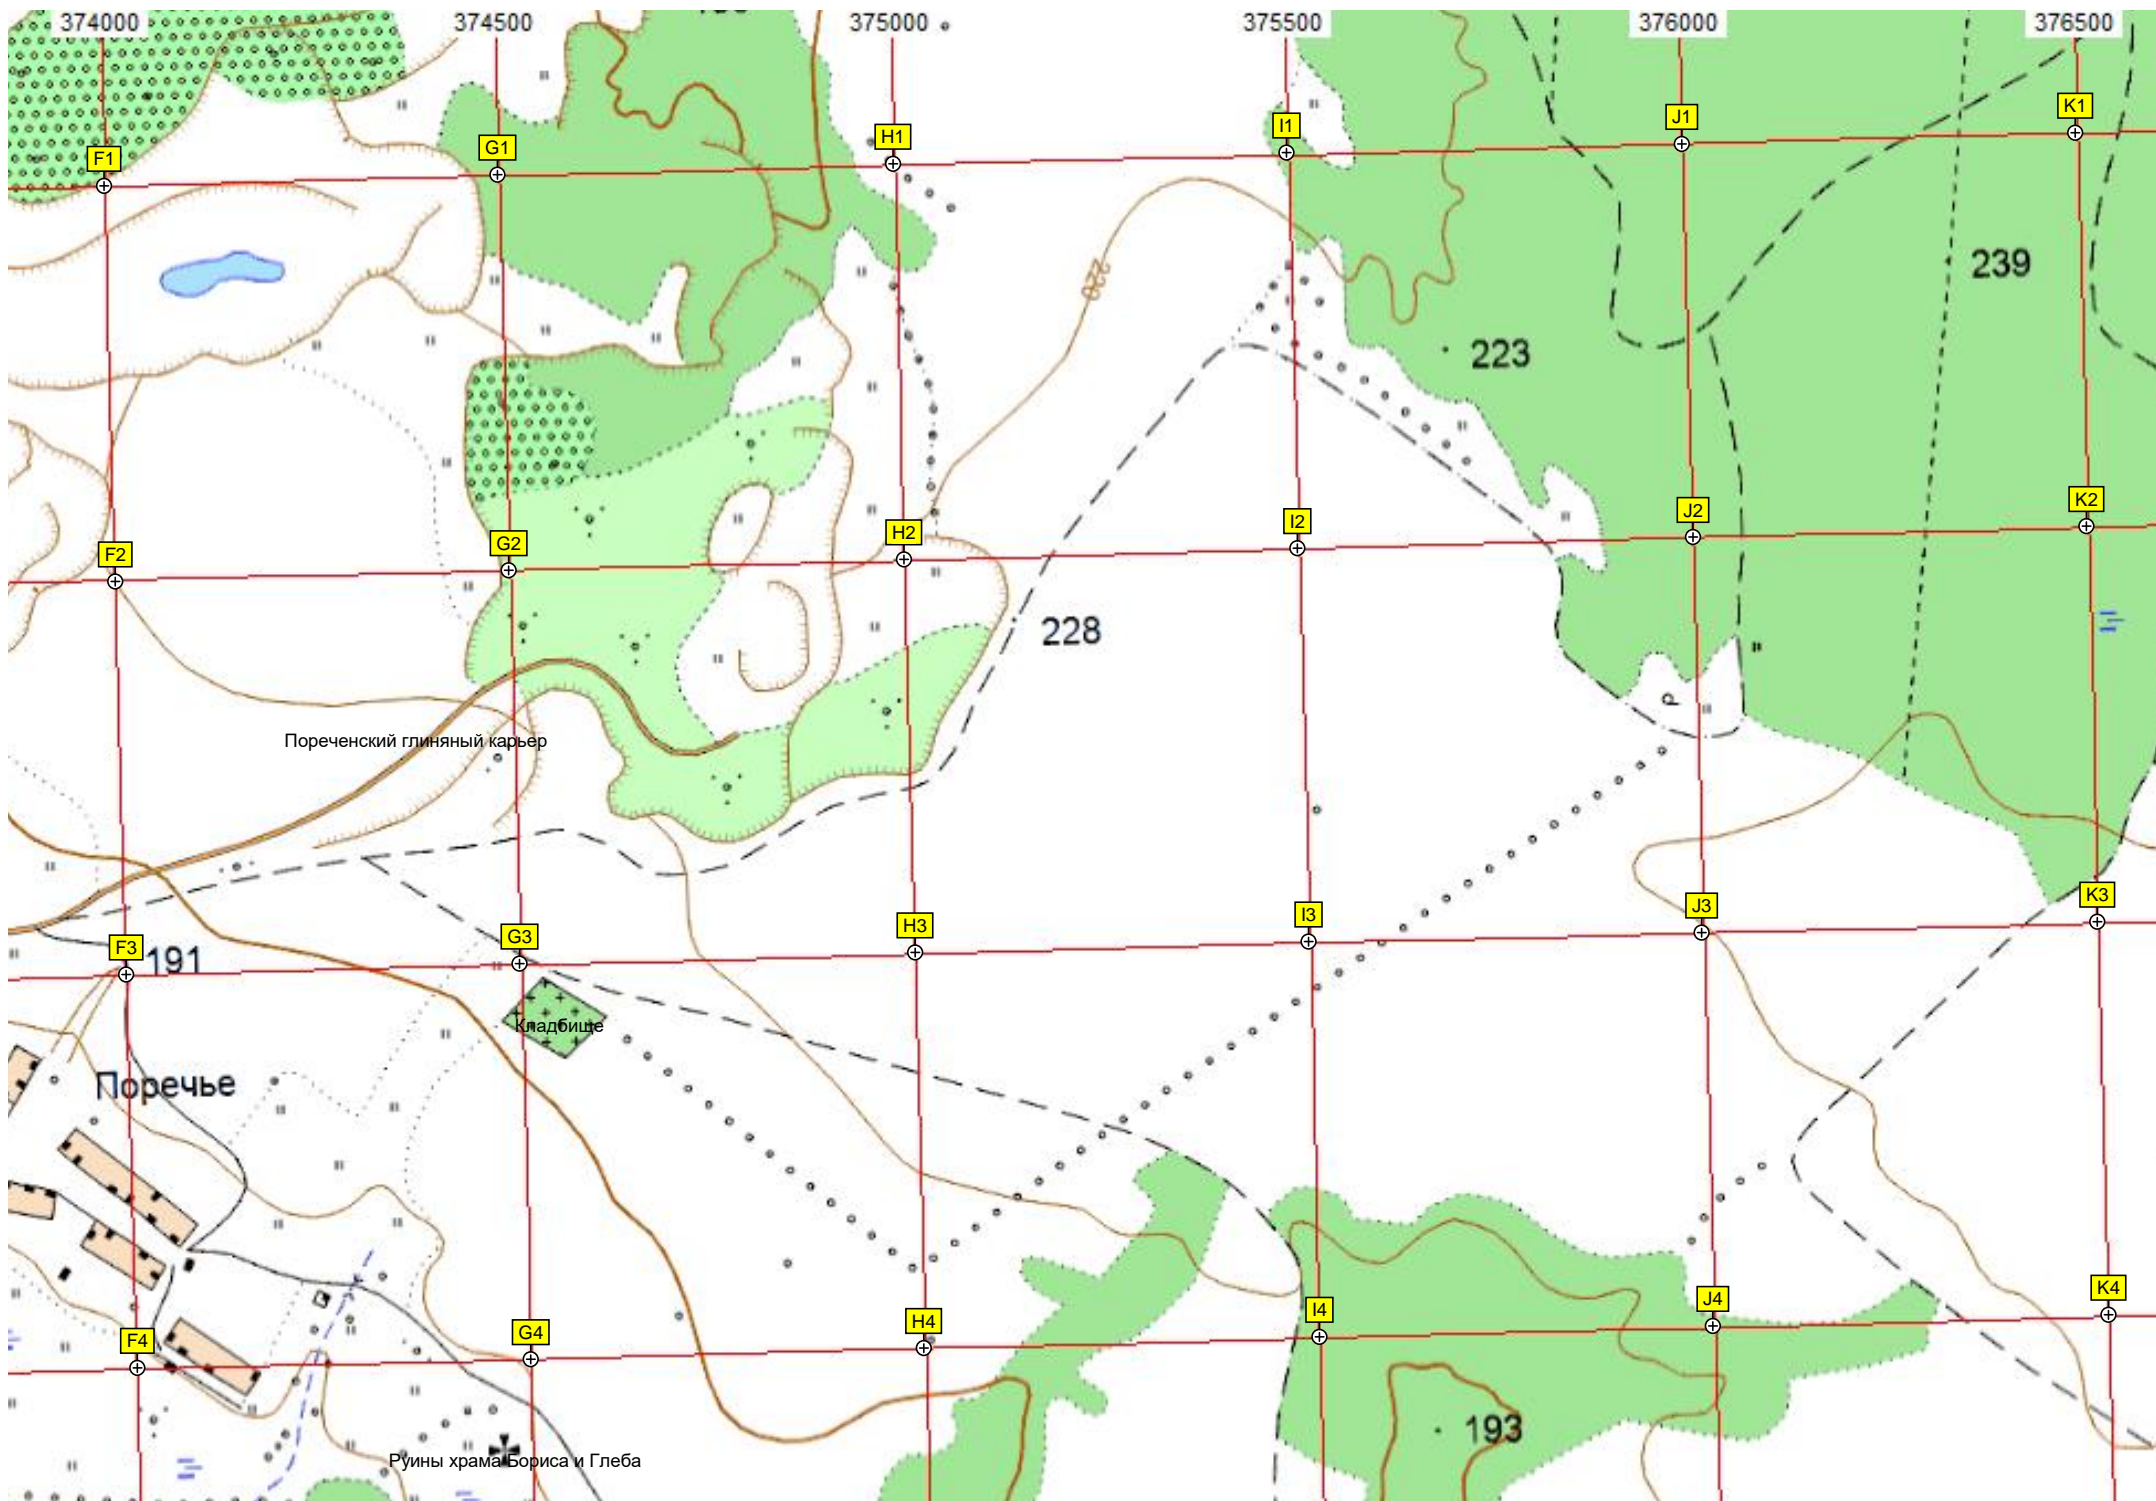 374000 374500 375000 375500 376000 376500
F1 G1 H1 I1 J1 K1
239
220
223
F2 G2 H2 I2 J2 K2
228
Р
Пореченский глиняный карьер
F3 G3 H3 I3 J3 K3
191
Кладбище
Поречье
F4 G4 H4 I4 J4 K4
193
Руины храма Бориса и Глеба